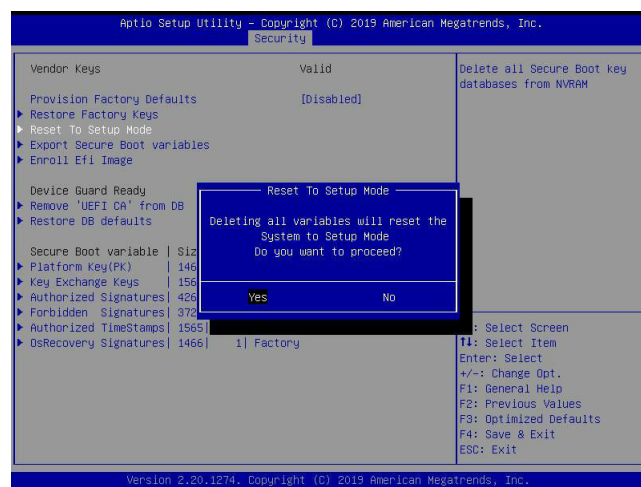 Aptio Setup Utility – Copyright (C) 2019 American Megatrends, Inc.
Security
Vendor Keys Valid
Provision Factory Defaults [Disabled]
Restore Factory Keys
Reset To Setup Mode
Export Secure Boot variables
Enroll Efi Image
Device Guard Ready
Remove 'UEFI CA' from DB
Restore DB defaults
Secure Boot variable | Siz
Platform Key(PK) | 146
Key Exchange Keys | 156
Authorized Signatures| 426
Forbidden Signatures| 372
Authorized TimeStamps| 1565|
OsRecovery Signatures| 1466| 1| Factory
Reset To Setup Mode
Deleting all variables will reset the
System to Setup Mode
Do you want to proceed?
Yes No
Delete all Secure Boot key
databases from NVRAM
: Select Screen
↑↓: Select Item
Enter: Select
+/-: Change Opt.
F1: General Help
F2: Previous Values
F3: Optimized Defaults
F4: Save & Exit
ESC: Exit
Version 2.20.1274. Copyright (C) 2019 American Megatrends, Inc.